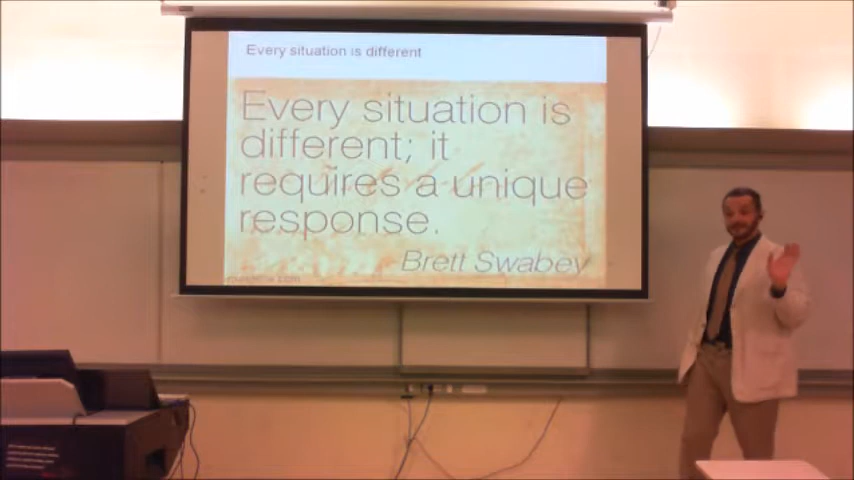 Every situation is different
Every situation is
different; it
requires a unique
response.
Brett Swabey